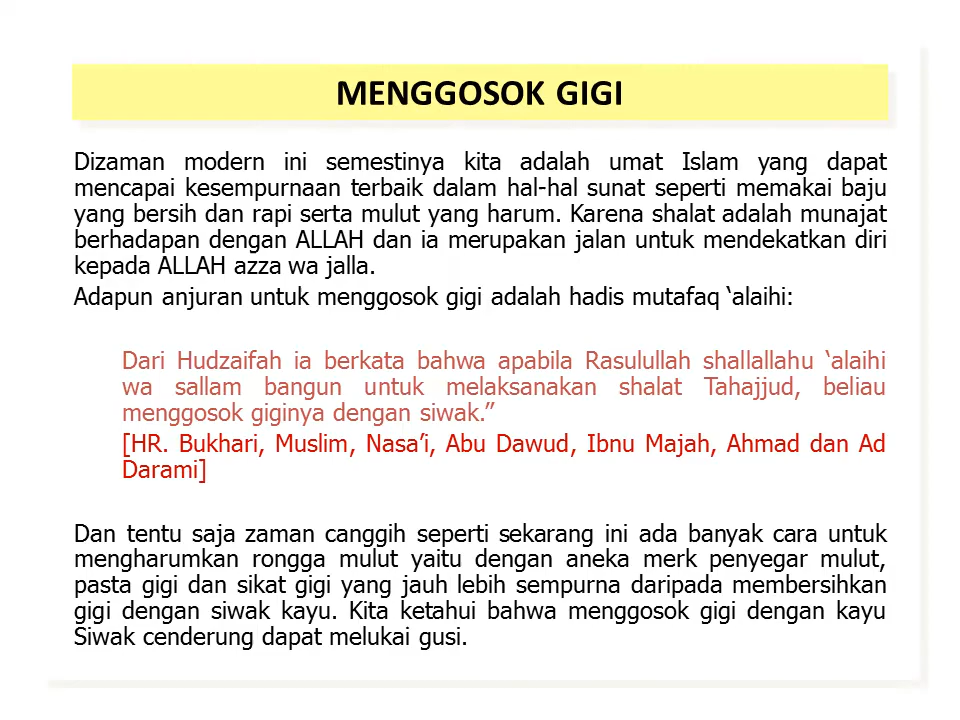 MENGGOSOK GIGI
Dizaman modern ini semestinya kita adalah umat Islam yang dapat
mencapai kesempurnaan terbaik dalam hal-hal sunat seperti memakai baju
yang bersih dan rapi serta mulut yang harum. Karena shalat adalah munajat
berhadapan dengan ALLAH dan ia merupakan jalan untuk mendekatkan diri
kepada ALLAH azza wa jalla.
Adapun anjuran untuk menggosok gigi adalah hadis mutafaq ‘alaihi:
Dari Hudzaifah ia berkata bahwa apabila Rasulullah shallallahu ‘alaihi
wa sallam bangun untuk melaksanakan shalat Tahajjud, beliau
menggosok giginya dengan siwak.”
[HR. Bukhari, Muslim, Nasa’i, Abu Dawud, Ibnu Majah, Ahmad dan Ad
Darami]
Dan tentu saja zaman canggih seperti sekarang ini ada banyak cara untuk
mengharumkan rongga mulut yaitu dengan aneka merk penyegar mulut,
pasta gigi dan sikat gigi yang jauh lebih sempurna daripada membersihkan
gigi dengan siwak kayu. Kita ketahui bahwa menggosok gigi dengan kayu
Siwak cenderung dapat melukai gusi.